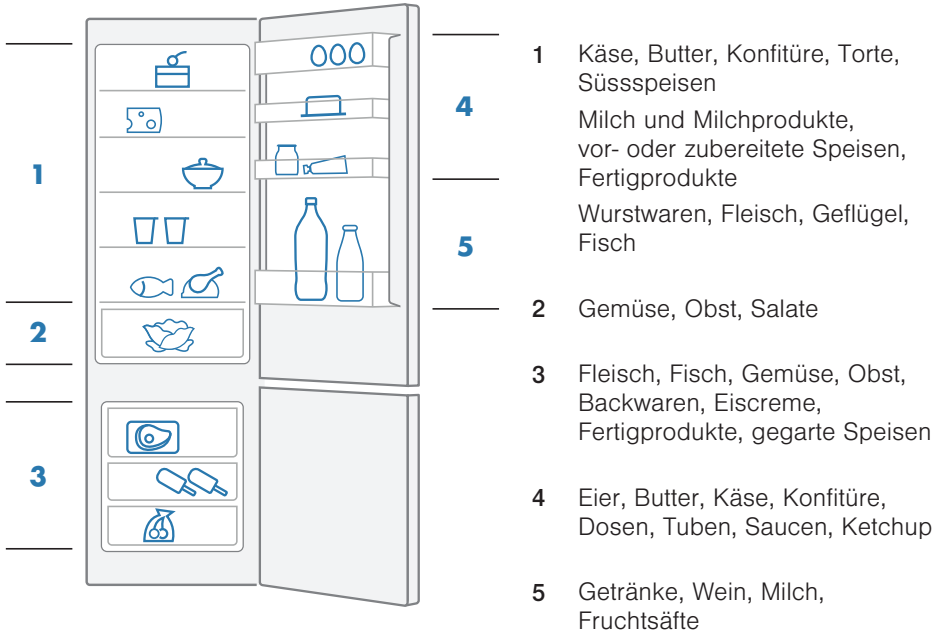 1
2
3
4
5
1 Käse, Butter, Konfitüre, Torte,
Süssspeisen
Milch und Milchprodukte,
vor- oder zubereitete Speisen,
Fertigprodukte
Wurstwaren, Fleisch, Geflügel,
Fisch
2 Gemüse, Obst, Salate
3 Fleisch, Fisch, Gemüse, Obst,
Backwaren, Eiscreme,
Fertigprodukte, gegarte Speisen
4 Eier, Butter, Käse, Konfitüre,
Dosen, Tuben, Saucen, Ketchup
5 Getränke, Wein, Milch,
Fruchtsäfte